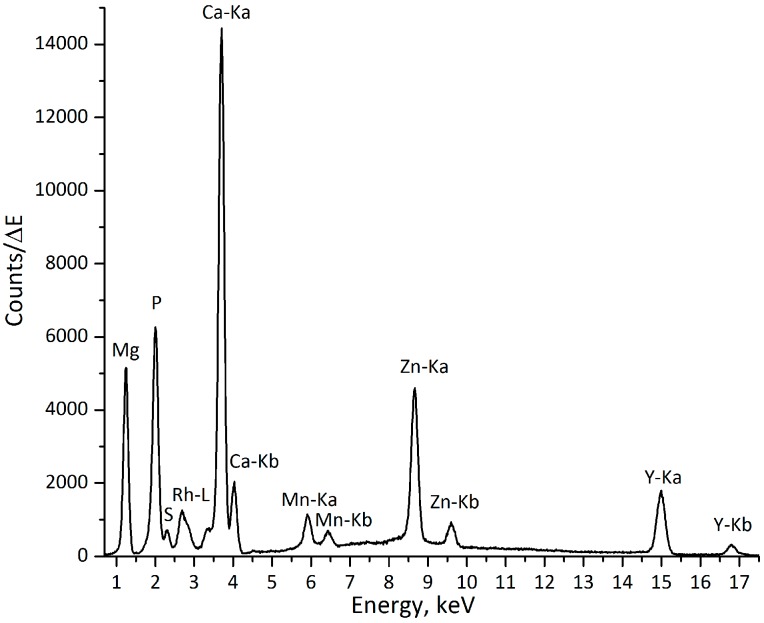 Ca-Ka
14000
12000
10000
8000
6000
4000
2000
0
Counts/ΔE
P
Mg
S
Rh-L
Ca-Kb
Mn-Ka
Mn-Kb
Zn-Ka
Zn-Kb
Y-Ka
Y-Kb
1 2 3 4 5 6 7 8 9 10 11 12 13 14 15 16 17
Energy, keV